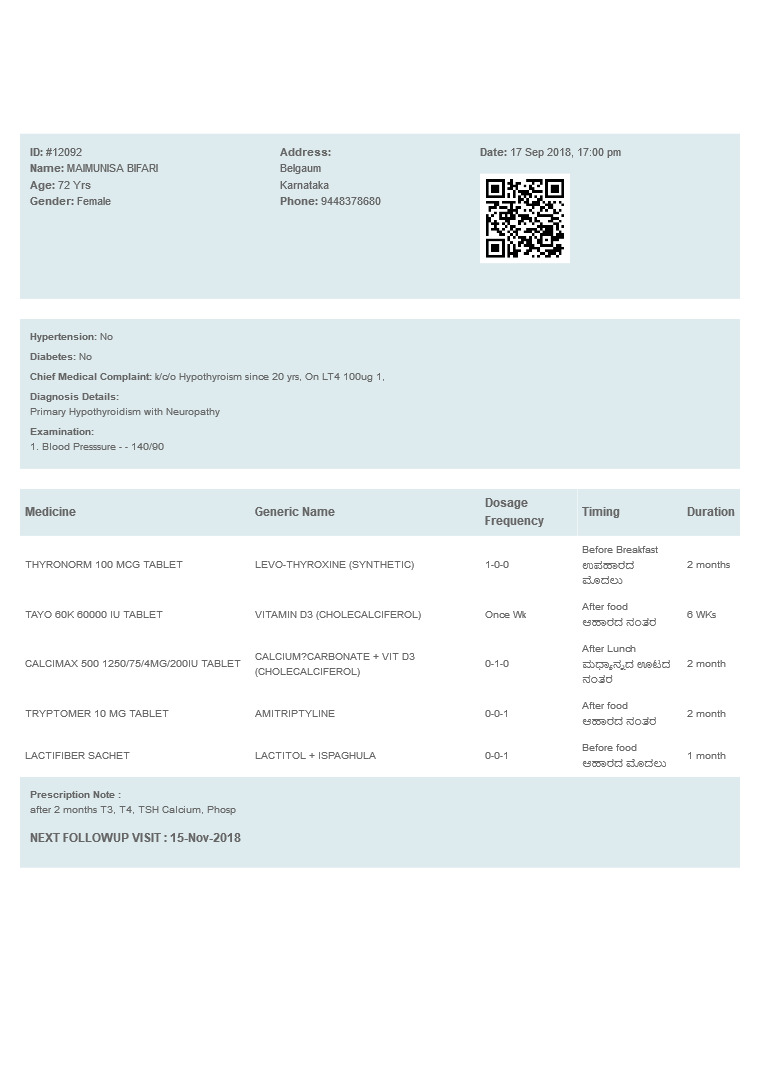 ID: #12092
Name: MAIMUNISA BIFARI
Age: 72 Yrs
Gender: Female
Address:
Belgaum
Karnataka
Phone: 9448378680
Date: 17 Sep 2018, 17:00 pm
Hypertension: No
Diabetes: No
Chief Medical Complaint: k/c/o Hypothyroism since 20 yrs, On LT4 100ug 1,
Diagnosis Details:
Primary Hypothyroidism with Neuropathy
Examination:
1. Blood Presssure - - 140/90
Medicine Generic Name Dosage Frequency Timing Duration
THYRONORM 100 MCG TABLET LEVO-THYROXINE (SYNTHETIC) 1-0-0 Before Breakfast 2 months
ಉಪಹಾರದ
ಮೊದಲು
TAYO 60K 60000 IU TABLET VITAMIN D3 (CHOLECALCIFEROL) Once Wk After food 6 WKs
ಆಹಾರದ ನಂತರ
CALCIMAX 500 1250/75/4MG/200IU TABLET CALCIUM?CARBONATE + VIT D3 (CHOLECALCIFEROL) 0-1-0 After Lunch 2 month
ಮಧ್ಯಾನ್ನದ ಊಟದ
ನಂತರ
TRYPTOMER 10 MG TABLET AMITRIPTYLINE 0-0-1 After food 2 month
ಆಹಾರದ ನಂತರ
LACTIFIBER SACHET LACTITOL + ISPAGHULA 0-0-1 Before food 1 month
ಆಹಾರದ ಮೊದಲು
Prescription Note :
after 2 months T3, T4, TSH Calcium, Phosp
NEXT FOLLOWUP VISIT : 15-Nov-2018